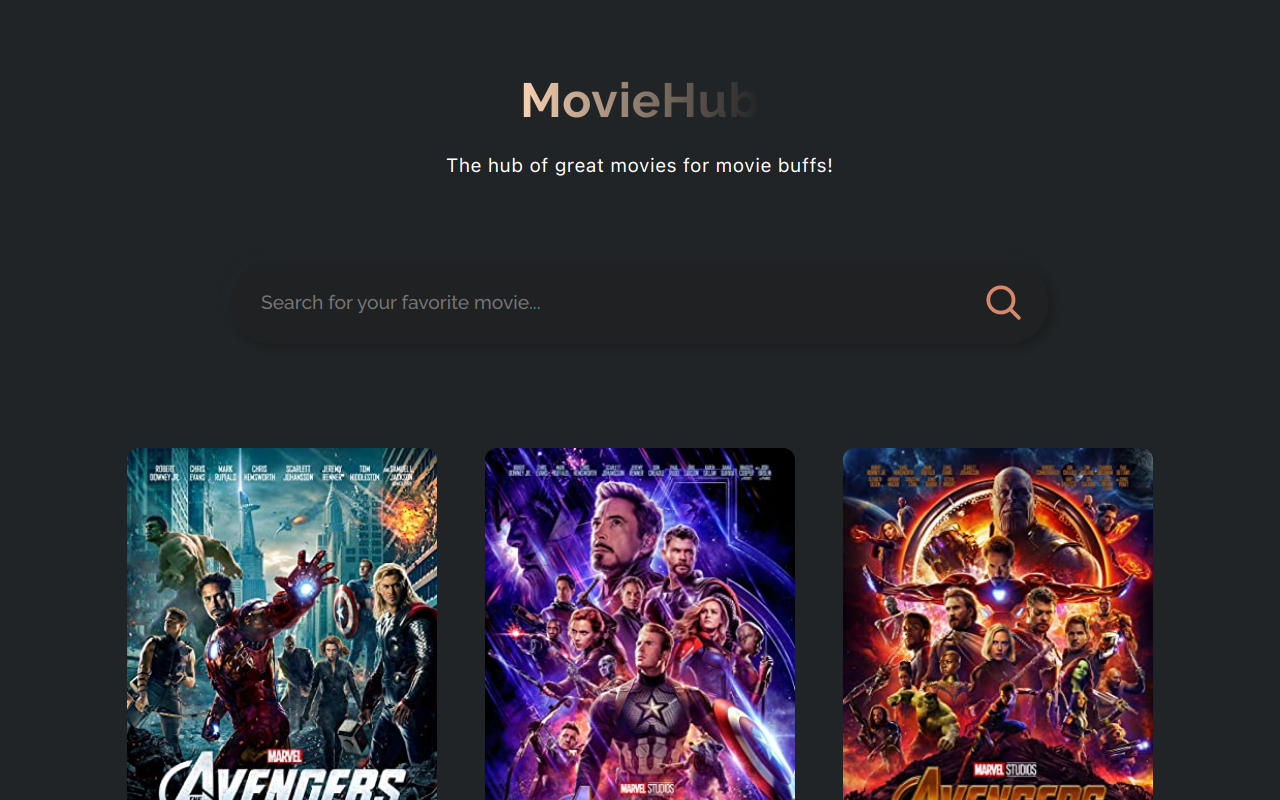 MovieHub
The hub of great movies for movie buffs!
Search for your favorite movie...
ROBERT DOWNEY JR. CHRIS EVANS MARK RUFFALO CHRIS HEMSWORTH SCARLETT JOHANSSON JEREMY RENNER TOM HIDDLESTON AND SAMUEL L. JACKSON
MARVEL
THE AVENGERS
MARVEL STUDIOS
MARVEL STUDIOS
AVENGERS